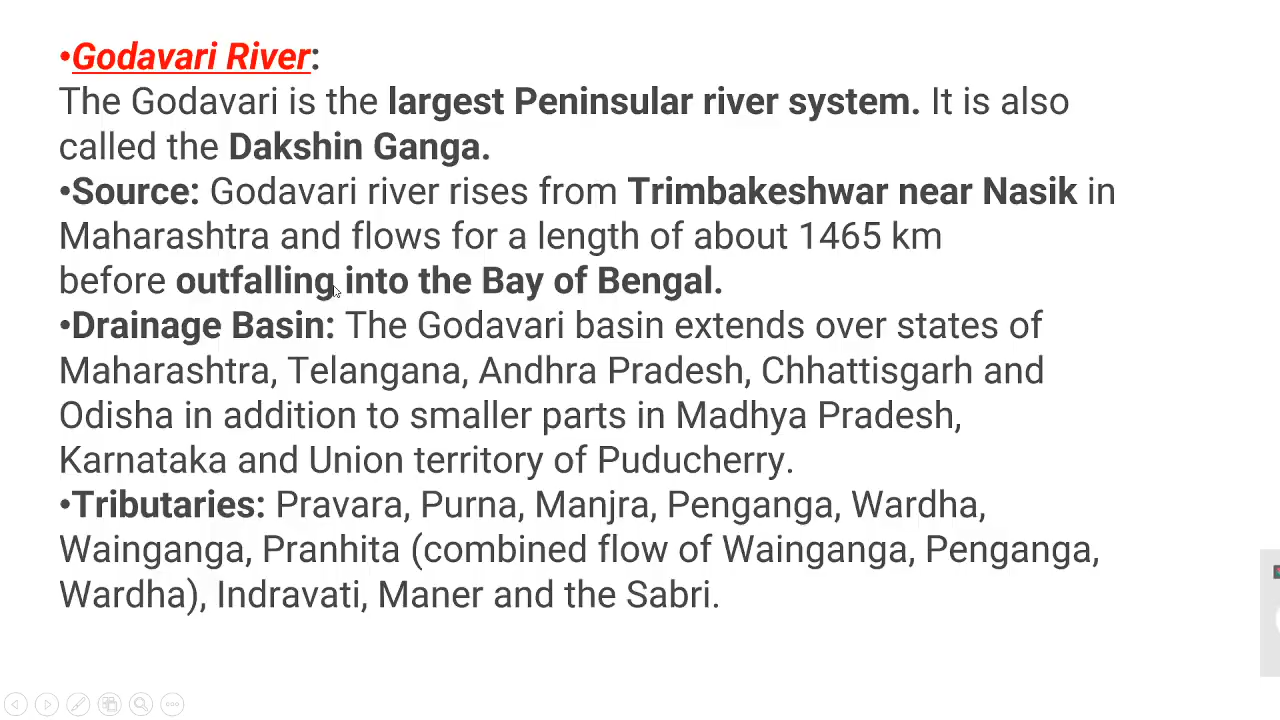 •Godavari River:
The Godavari is the largest Peninsular river system. It is also
called the Dakshin Ganga.
•Source: Godavari river rises from Trimbakeshwar near Nasik in
Maharashtra and flows for a length of about 1465 km
before outfalling into the Bay of Bengal.
•Drainage Basin: The Godavari basin extends over states of
Maharashtra, Telangana, Andhra Pradesh, Chhattisgarh and
Odisha in addition to smaller parts in Madhya Pradesh,
Karnataka and Union territory of Puducherry.
•Tributaries: Pravara, Purna, Manjra, Penganga, Wardha,
Wainganga, Pranhita (combined flow of Wainganga, Penganga,
Wardha), Indravati, Maner and the Sabri.